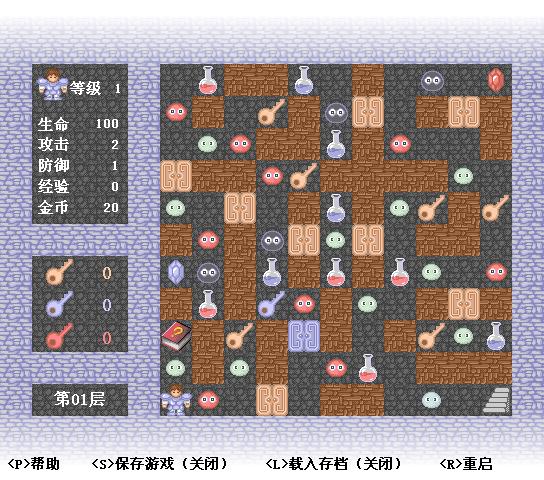 等级 1
生命 100
攻击 2
防御 1
经验 0
金币 20
0
0
0
第01层
<P>帮助 <S>保存游戏（关闭） <L>载入存档（关闭） <R>重启